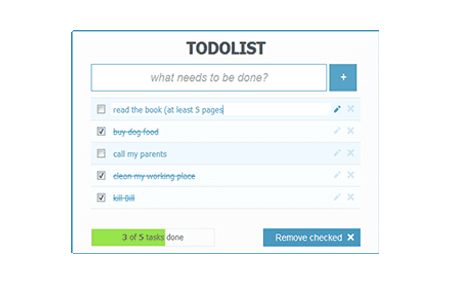 TODOLIST
what needs to be done? +
read the book (at least 5 pages
buy dog food
call my parents
clean my working place
kill Bill
3 of 5 tasks done
Remove checked ×